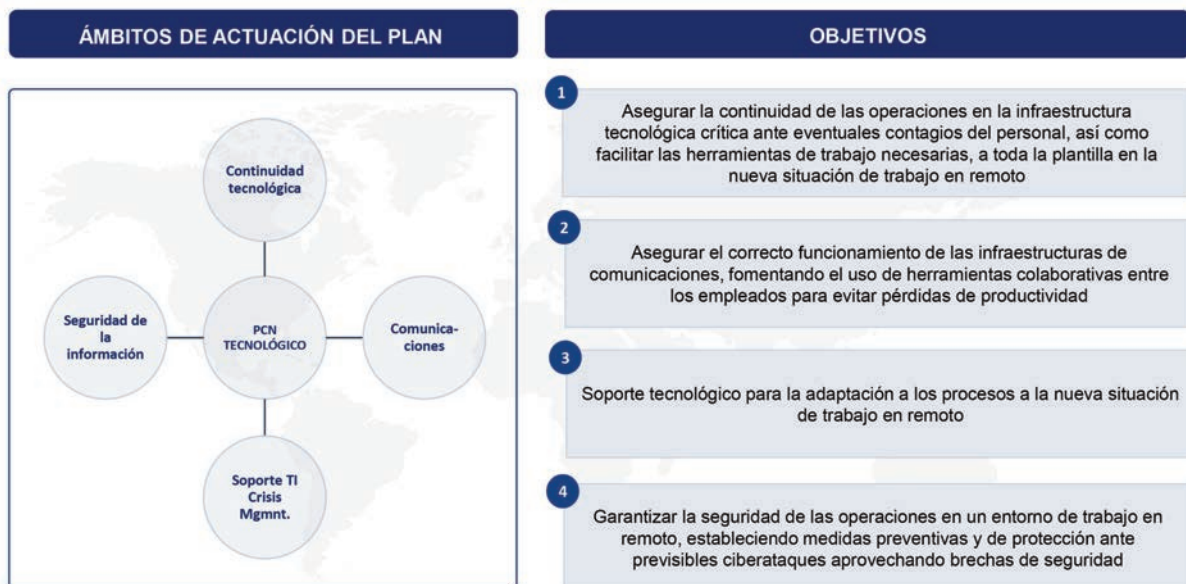 ÁMBITOS DE ACTUACIÓN DEL PLAN
Continuidad
tecnológica
Seguridad de
la
información
PCN
TECNOLÓGICO
Comunica-
ciones
Soporte TI
Crisis
Mgmnt.
OBJETIVOS
1
Asegurar la continuidad de las operaciones en la infraestructura
tecnológica crítica ante eventuales contagios del personal, así como
facilitar las herramientas de trabajo necesarias, a toda la plantilla en la
nueva situación de trabajo en remoto
2
Asegurar el correcto funcionamiento de las infraestructuras de
comunicaciones, fomentando el uso de herramientas colaborativas entre
los empleados para evitar pérdidas de productividad
3
Soporte tecnológico para la adaptación a los procesos a la nueva situación
de trabajo en remoto
4
Garantizar la seguridad de las operaciones en un entorno de trabajo en
remoto, estableciendo medidas preventivas y de protección ante
previsibles ciberataques aprovechando brechas de seguridad